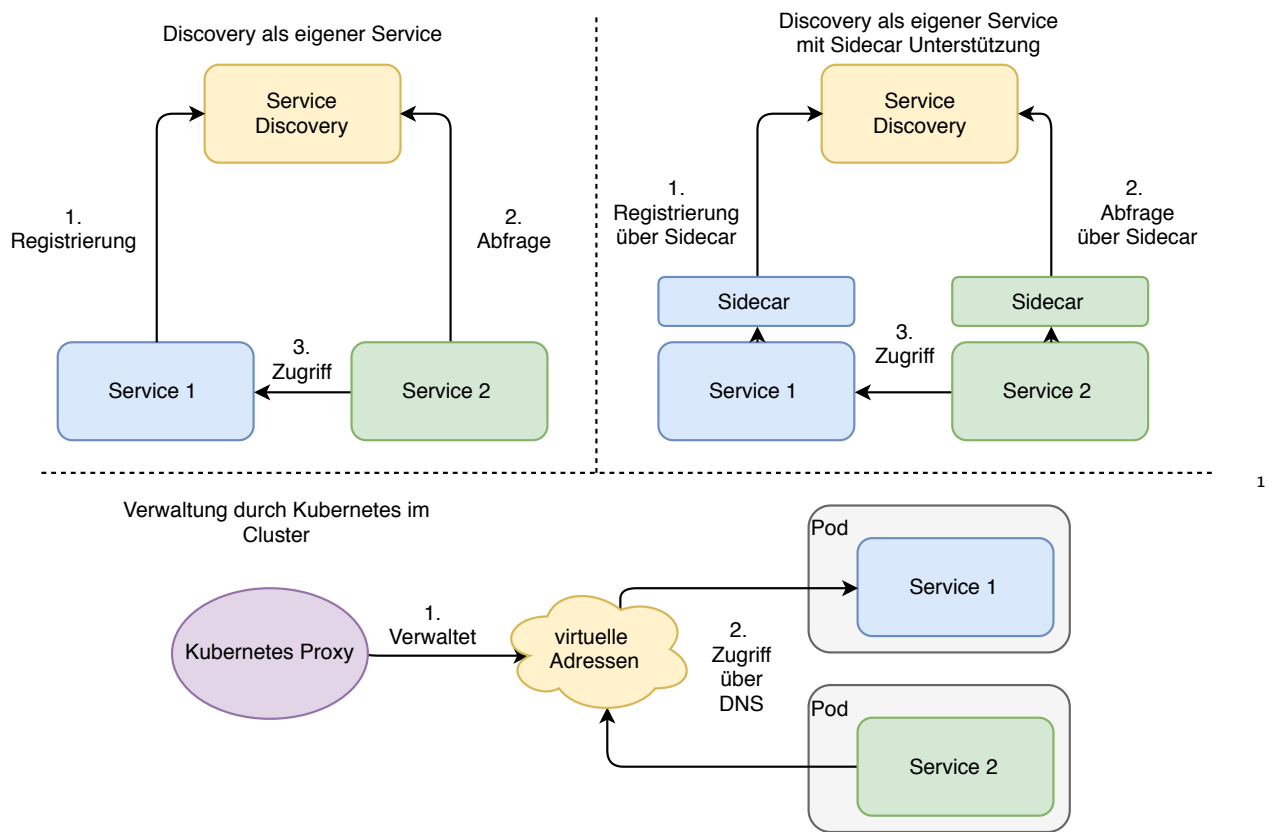 Discovery als eigener Service
Service
Discovery
1.
Registrierung
2.
Abfrage
3.
Zugriff
Service 1
Service 2
Discovery als eigener Service
mit Sidecar Unterstützung
Service
Discovery
1.
Registrierung
über Sidecar
2.
Abfrage
über Sidecar
Sidecar
Sidecar
3.
Zugriff
Service 1
Service 2
1
Verwaltung durch Kubernetes im
Cluster
Kubernetes Proxy
1.
Verwaltet
virtuelle
Adressen
2.
Zugriff
über
DNS
Pod
Service 1
Pod
Service 2